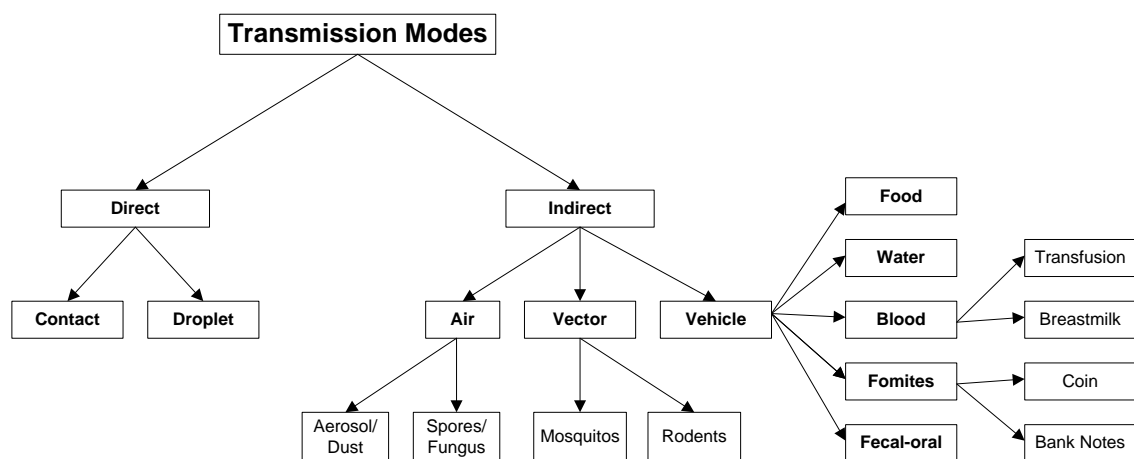 Transmission Modes
Direct
Indirect
Food
Water
Transfusion
Contact
Droplet
Air
Vector
Vehicle
Blood
Breastmilk
Fomites
Coin
Aerosol/
Dust
Spores/
Fungus
Mosquitos
Rodents
Fecal-oral
Bank Notes